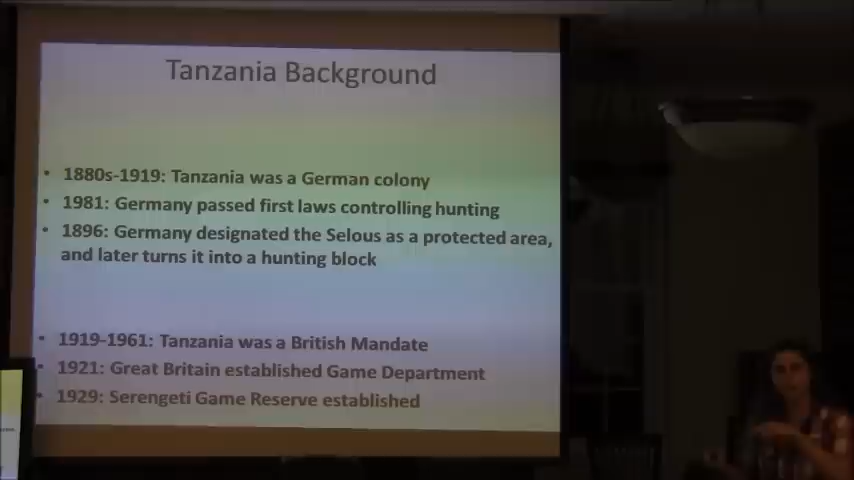 Tanzania Background
• 1880s-1919: Tanzania was a German colony
• 1981: Germany passed first laws controlling hunting
• 1896: Germany designated the Selous as a protected area,
and later turns it into a hunting block
• 1919-1961: Tanzania was a British Mandate
• 1921: Great Britain established Game Department
• 1929: Serengeti Game Reserve established